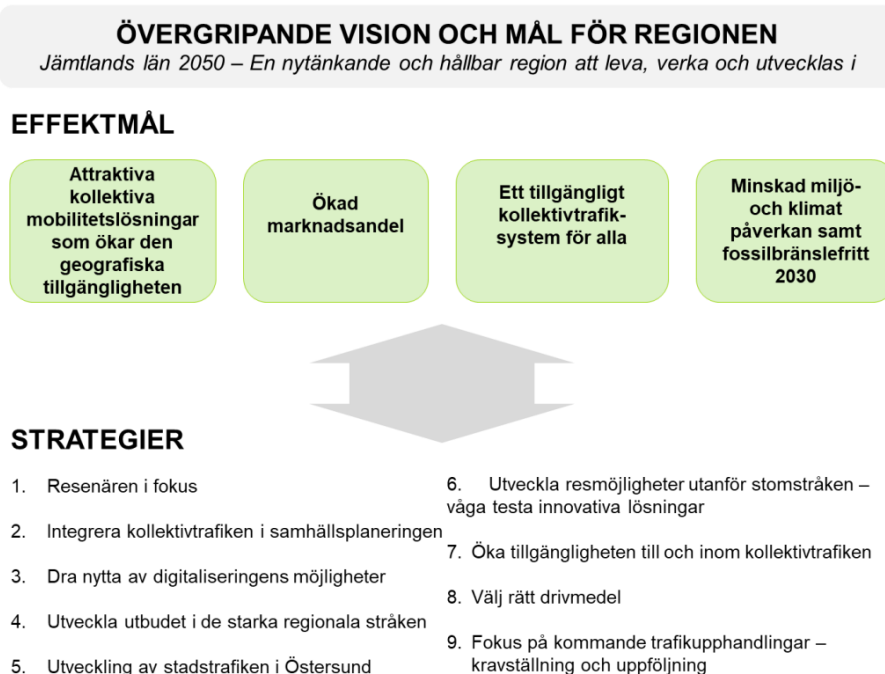 ÖVERGRIPANDE VISION OCH MÅL FÖR REGIONEN
Jämtlands län 2050 – En nytänkande och hållbar region att leva, verka och utvecklas i
EFFEKTMÅL
Attraktiva
kollektiva
mobilitetslösningar
som ökar den
geografiska
tillgängligheten
Ökad
marknadsandel
Ett tillgängligt
kollektivtrafik-
system för alla
Minskad miljö-
och klimat
påverkan samt
fossilbränslefritt
2030
STRATEGIER
1. Resenären i fokus
2. Integrera kollektivtrafiken i samhällsplaneringen
3. Dra nytta av digitaliseringens möjligheter
4. Utveckla utbudet i de starka regionala stråken
5. Utveckling av stadstrafiken i Östersund
6. Utveckla resmöjligheter utanför stomstråken –
våga testa innovativa lösningar
7. Öka tillgängligheten till och inom kollektivtrafiken
8. Välj rätt drivmedel
9. Fokus på kommande trafikupphandlingar –
kravställning och uppföljning